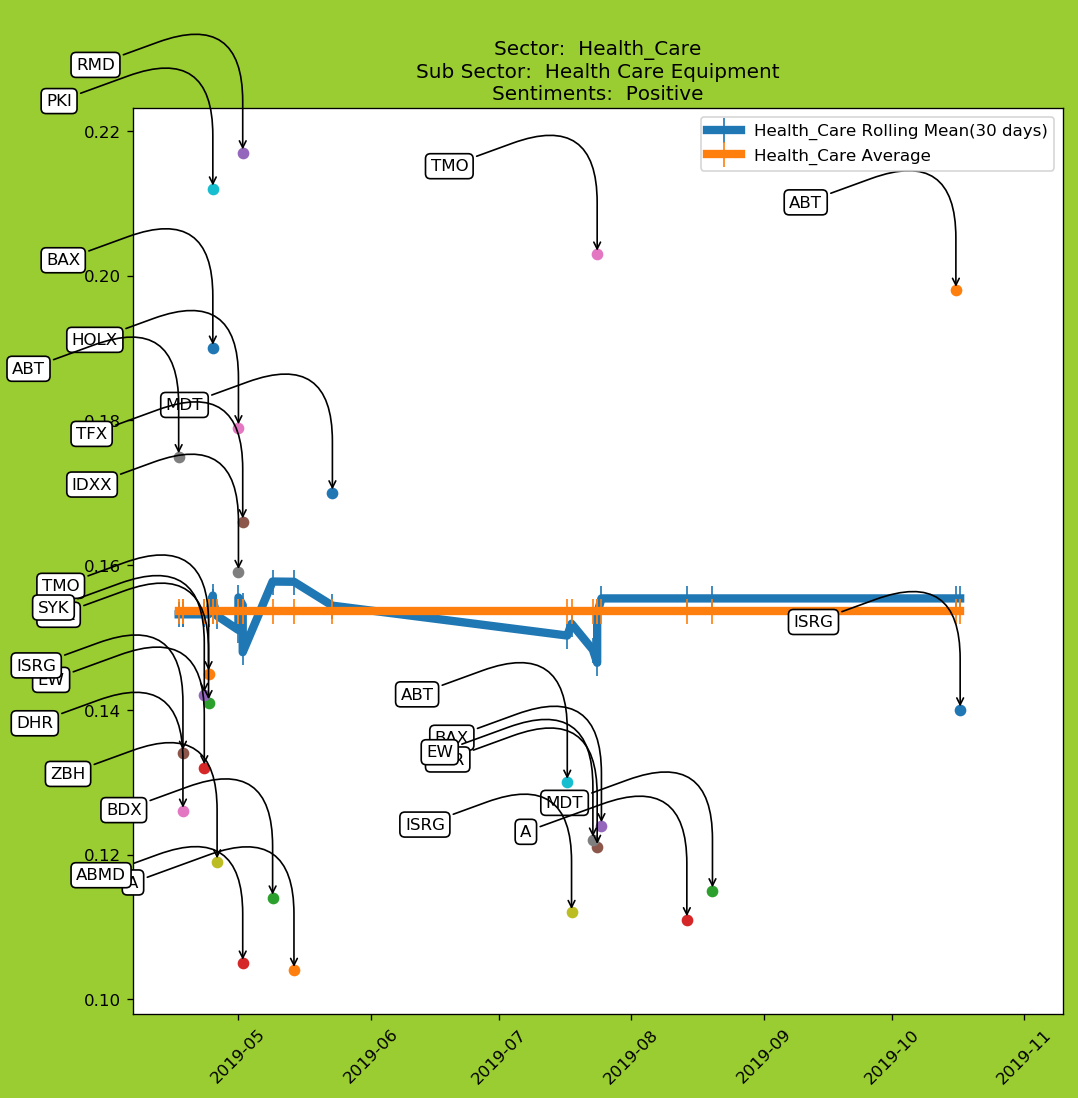 Sector:  Health_Care
Sub Sector:  Health Care Equipment
Sentiments:  Positive
Health_Care Rolling Mean(30 days)
Health_Care Average
RMD
PKI
TMO
ABT
BAX
HOLX
ABT
MDT
TFX
IDXX
TMO
SYK
ISRG
ISRG
EW
DHR
ABT
BAX
EW
ZBH
MDT
BDX
ISRG
A
ABMD
A
0.22
0.20
0.18
0.16
0.14
0.12
0.10
2019-05
2019-06
2019-07
2019-08
2019-09
2019-10
2019-11